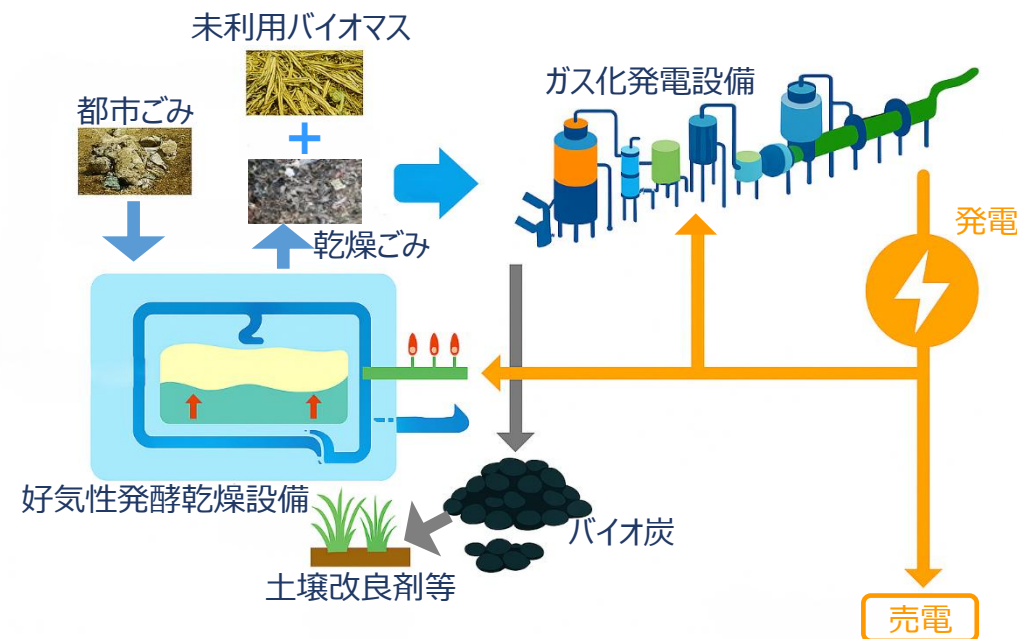 未利用バイオマス
都市ごみ
+
乾燥ごみ
ガス化発電設備
発電
好気性発酵乾燥設備
バイオ炭
土壌改良剤等
売電